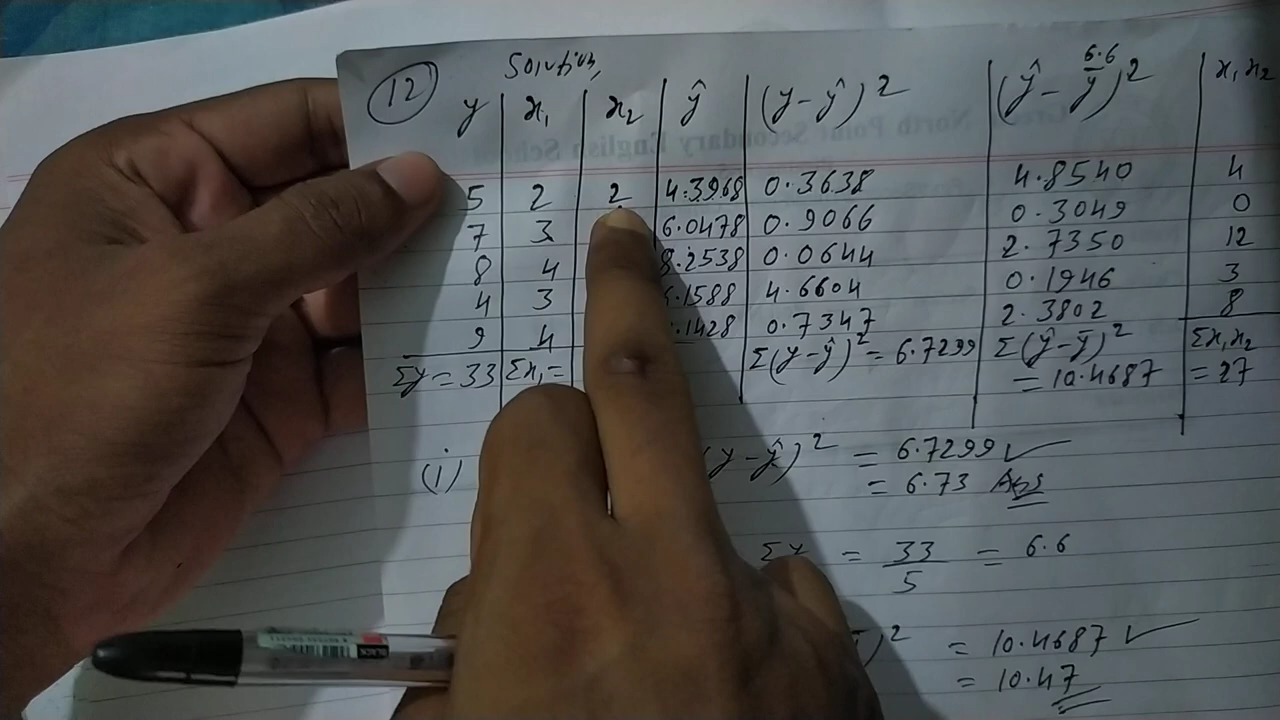 Solution,
(12) y x₁ x₂ ŷ (y-ŷ)² (ŷ-ȳ)² x₁x₂
6.6
5 2 2 4.3968 0.3638 4.8540 4
7 3 6.0478 0.9066 0.3049 0
8 4 8.2538 0.0644 2.7350 12
4 3 .1588 4.6604 0.1946 3
9 4 .1428 0.7347 2.3802 8
Σy=33 Σx₁= Σ(y-ŷ)² = 6.7299 Σ(ŷ-ȳ)² Σx₁x₂
= 10.4687 = 27
(i) (y-ŷ)² = 6.7299 ✓
= 6.73 Ans
Σy = 33/5 = 6.6
)² = 10.4687 ✓
= 10.47